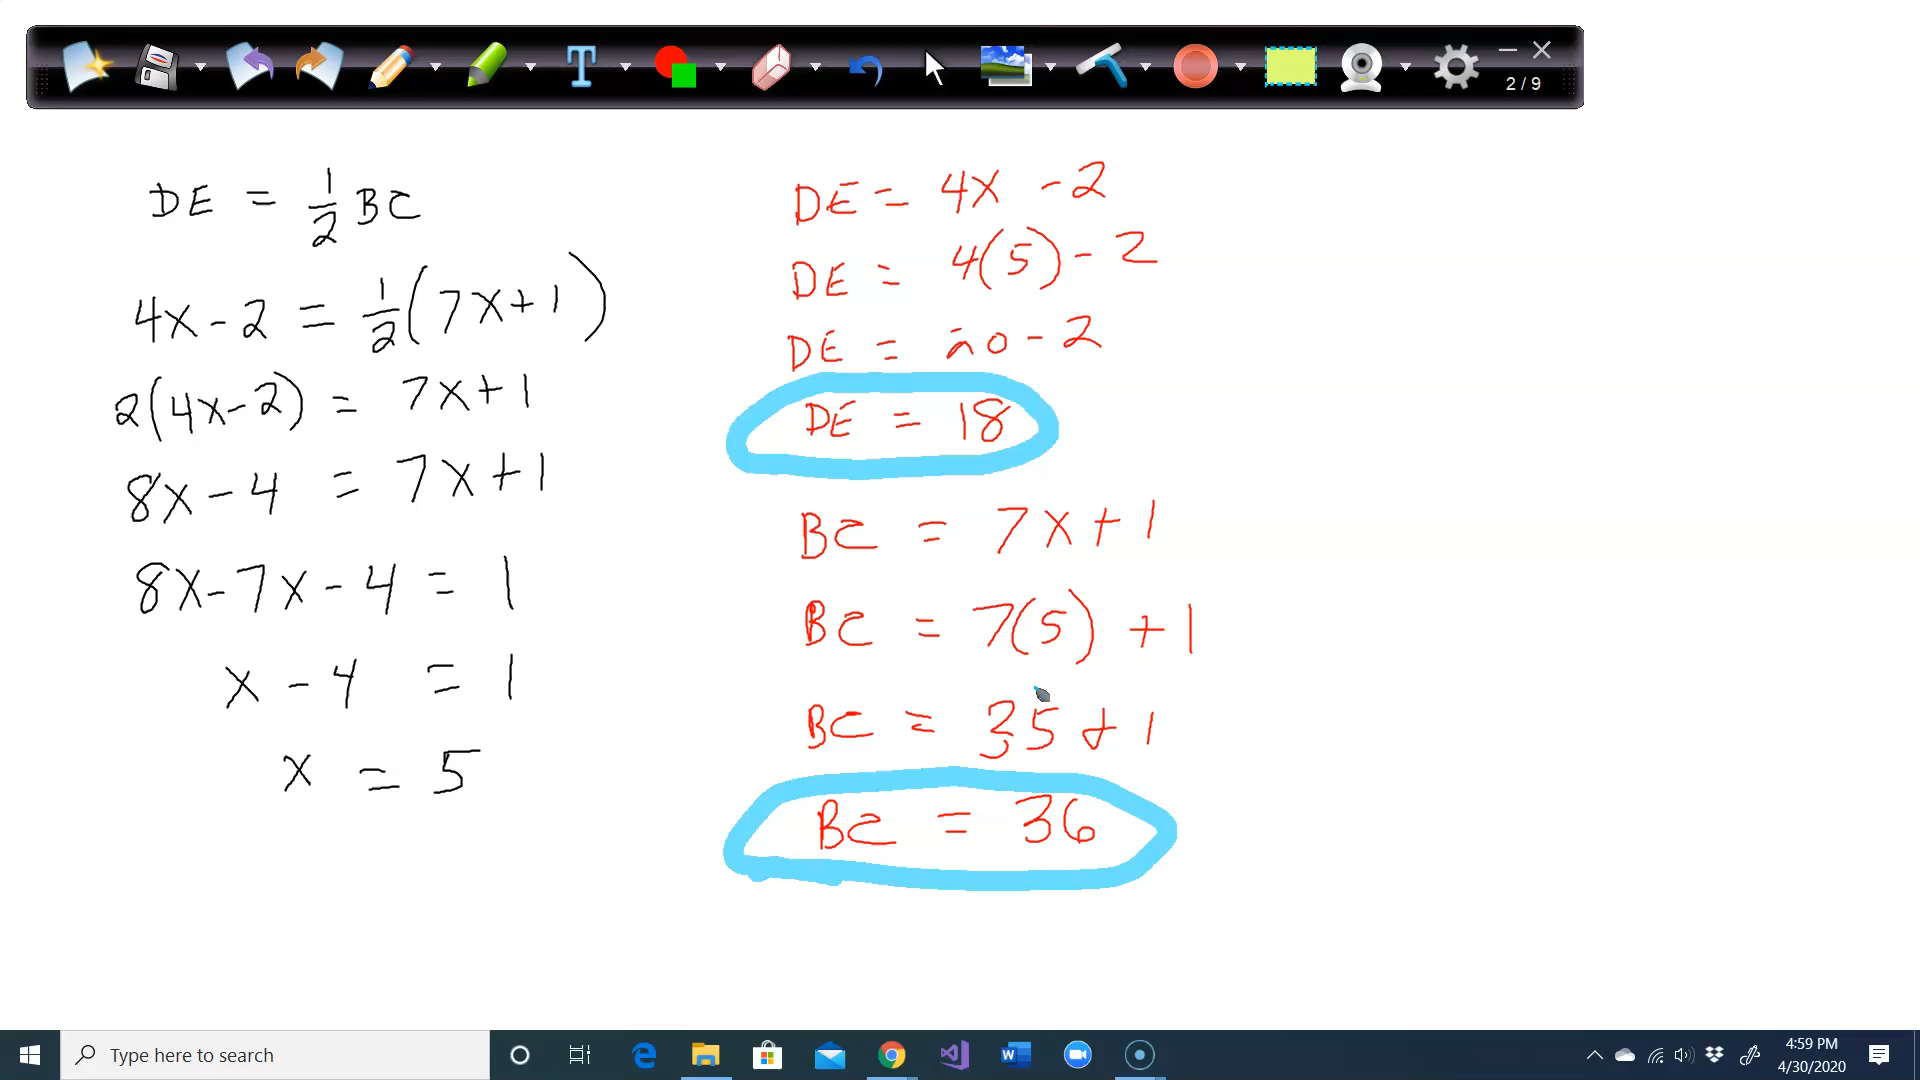 2 / 9
DE = 1/2 BC
4x - 2 = 1/2 (7x + 1)
2(4x - 2) = 7x + 1
8x - 4 = 7x + 1
8x - 7x - 4 = 1
x - 4 = 1
x = 5
DE = 4x - 2
DE = 4(5) - 2
DE = 20 - 2
DE = 18
BC = 7x + 1
BC = 7(5) + 1
BC = 35 + 1
BC = 36
Type here to search
4:59 PM
4/30/2020